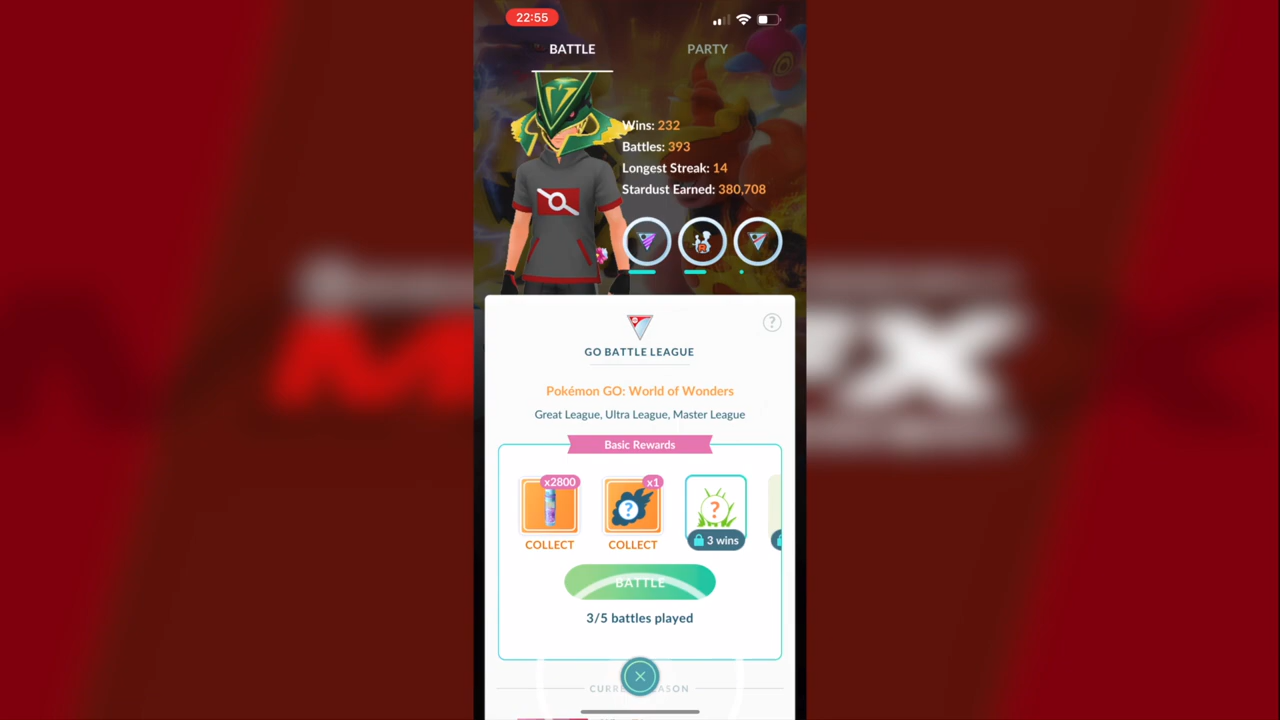 22:55
BATTLE
PARTY
Wins: 232
Battles: 393
Longest Streak: 14
Stardust Earned: 380,708
GO BATTLE LEAGUE
?
Pokémon GO: World of Wonders
Great League, Ultra League, Master League
Basic Rewards
x2800
x1
?
?
3 wins
COLLECT
COLLECT
BATTLE
3/5 battles played